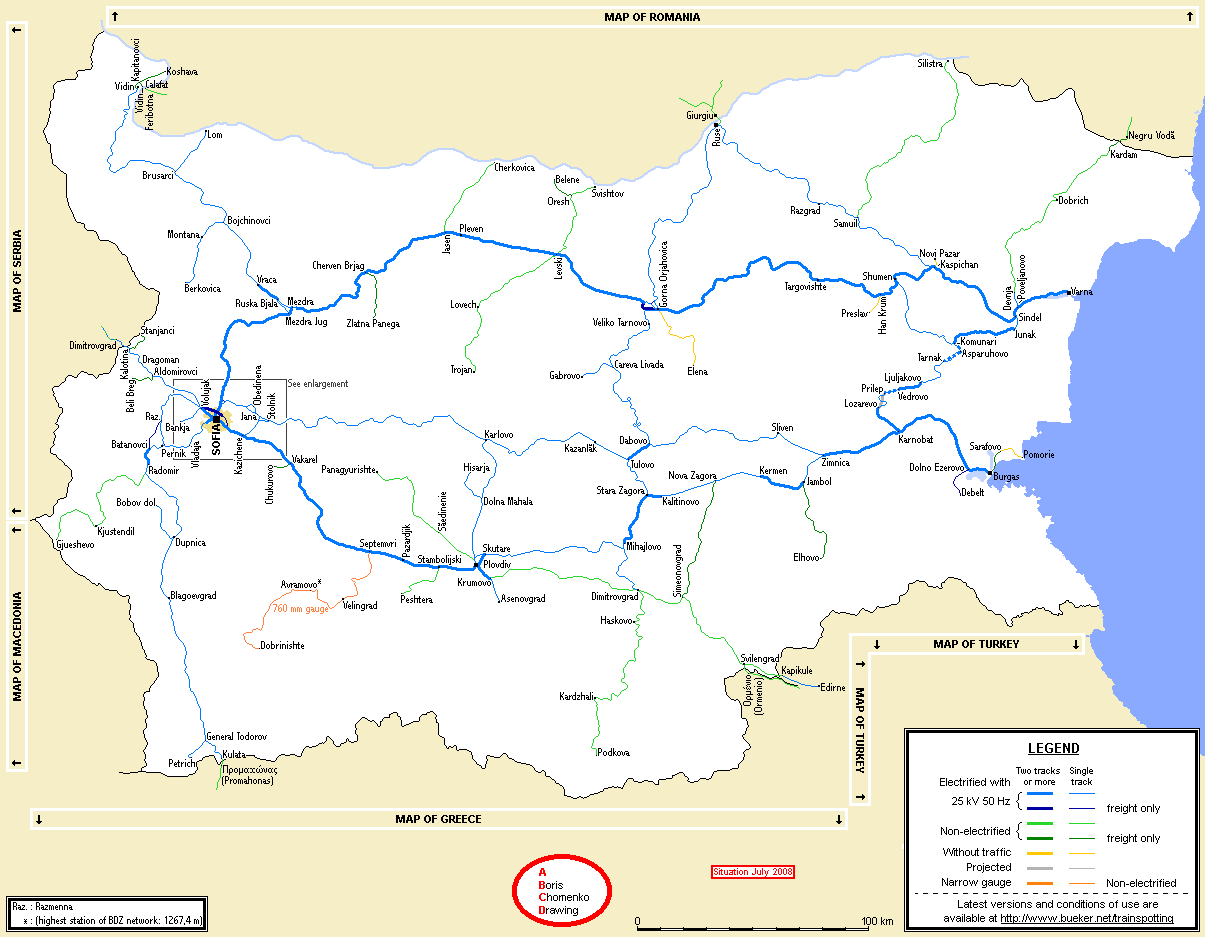 MAP OF ROMANIA
MAP OF SERBIA
MAP OF MACEDONIA
MAP OF GREECE
MAP OF TURKEY
MAP OF TURKEY
Kapitanovci
Koshava
Vidin
Calafat
Vidin
Feribotna
Lom
Brusarci
Bojchinovci
Montana
Berkovica
Vraca
Ruska Bjala
Mezdra
Mezdra Jug
Cherven Brjag
Zlatna Panega
Jasen
Pleven
Cherkovica
Belene
Oresh
Svishtov
Levski
Lovech
Trojan
Giurgiu
Ruse
Silistra
Negru Vodă
Kardam
Dobrich
Razgrad
Samuil
Gorna Orjahovica
Veliko Tarnovo
Elena
Careva Livada
Gabrovo
Targovishte
Shumen
Novi Pazar
Kaspichan
Preslav
Han Krum
Devnja
Poveljanovo
Varna
Sindel
Junak
Komunari
Asparuhovo
Tarnak
Ljuljakovo
Prilep
Vedrovo
Lozarevo
Karnobat
Stanjanci
Dimitrovgrad
Kalotina
Dragoman
Aldomirovci
Beli Breg
Volujak
Obedinena
Stolnik
See enlargement
Raz.
Bankja
Jana
SOFIA
Batanovci
Pernik
Vladaja
Kazichene
Radomir
Vakarel
Chukurovo
Bobov dol
Kjustendil
Gjueshevo
Dupnica
Blagoevgrad
Panagyurishte
Karlovo
Hisarja
Dolna Mahala
Kazanlâk
Dabovo
Tulovo
Sliven
Zimnica
Stara Zagora
Nova Zagora
Kermen
Kalitinovo
Jambol
Elhovo
Dolno Ezerovo
Sarafovo
Pomorie
Burgas
Debelt
Septemvri
Pazardjik
Sâedinenie
Stambolijski
Skutare
Plovdiv
Krumovo
Asenovgrad
Peshtera
Mihajlovo
Simeonovgrad
Dimitrovgrad
Haskovo
Kardzhali
Podkova
Avramovo*
760 mm gauge
Velingrad
Dobrinishte
Svilengrad
Kapikule
Edirne
Ορμένιο
(Ormenio)
General Todorov
Petrich
Kulata
Προμαχώνας
(Promahonas)
LEGEND
Two tracks or more
Single track
Electrified with
25 kV 50 Hz
freight only
Non-electrified
freight only
Without traffic
Projected
Narrow gauge
Non-electrified
Latest versions and conditions of use are
available at http://www.bueker.net/trainspotting
A
Boris
Chomenko
Drawing
Situation July 2008
0
100 km
Raz. : Razmenna
* : (highest station of BDZ network: 1267,4 m)